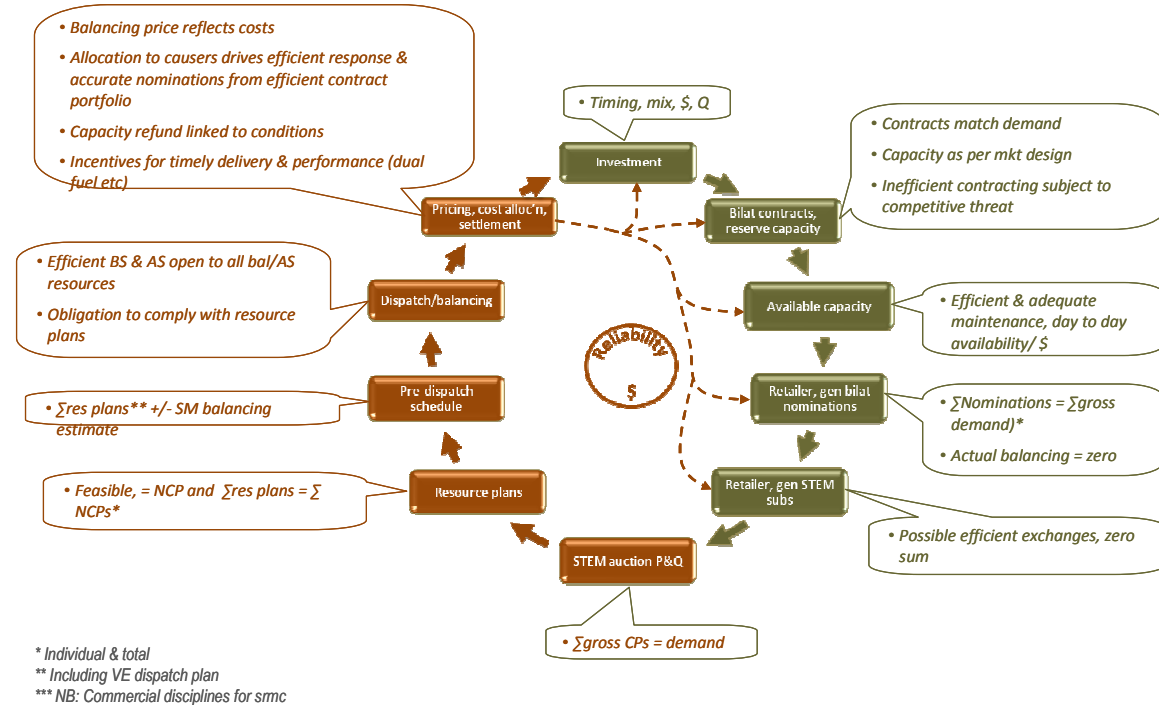 • Balancing price reflects costs
• Allocation to causers drives efficient response &
accurate nominations from efficient contract
portfolio
• Capacity refund linked to conditions
• Incentives for timely delivery & performance (dual
fuel etc)
• Timing, mix, $, Q
Investment
• Contracts match demand
• Capacity as per mkt design
• Inefficient contracting subject to
competitive threat
Pricing, cost alloc'n,
settlement
Bilat contracts,
reserve capacity
• Efficient BS & AS open to all bal/AS
resources
• Obligation to comply with resource
plans
Dispatch/balancing
Available capacity
• Efficient & adequate
maintenance, day to day
availability/ $
Reliability
$
• ∑res plans** +/- SM balancing
estimate
Pre-dispatch
schedule
Retailer, gen bilat
nominations
• ∑Nominations = ∑gross
demand)*
• Actual balancing = zero
• Feasible, = NCP and ∑res plans = ∑
NCPs*
Resource plans
Retailer, gen STEM
subs
• Possible efficient exchanges, zero
sum
STEM auction P&Q
• ∑gross CPs = demand
* Individual & total
** Including VE dispatch plan
*** NB: Commercial disciplines for srmc